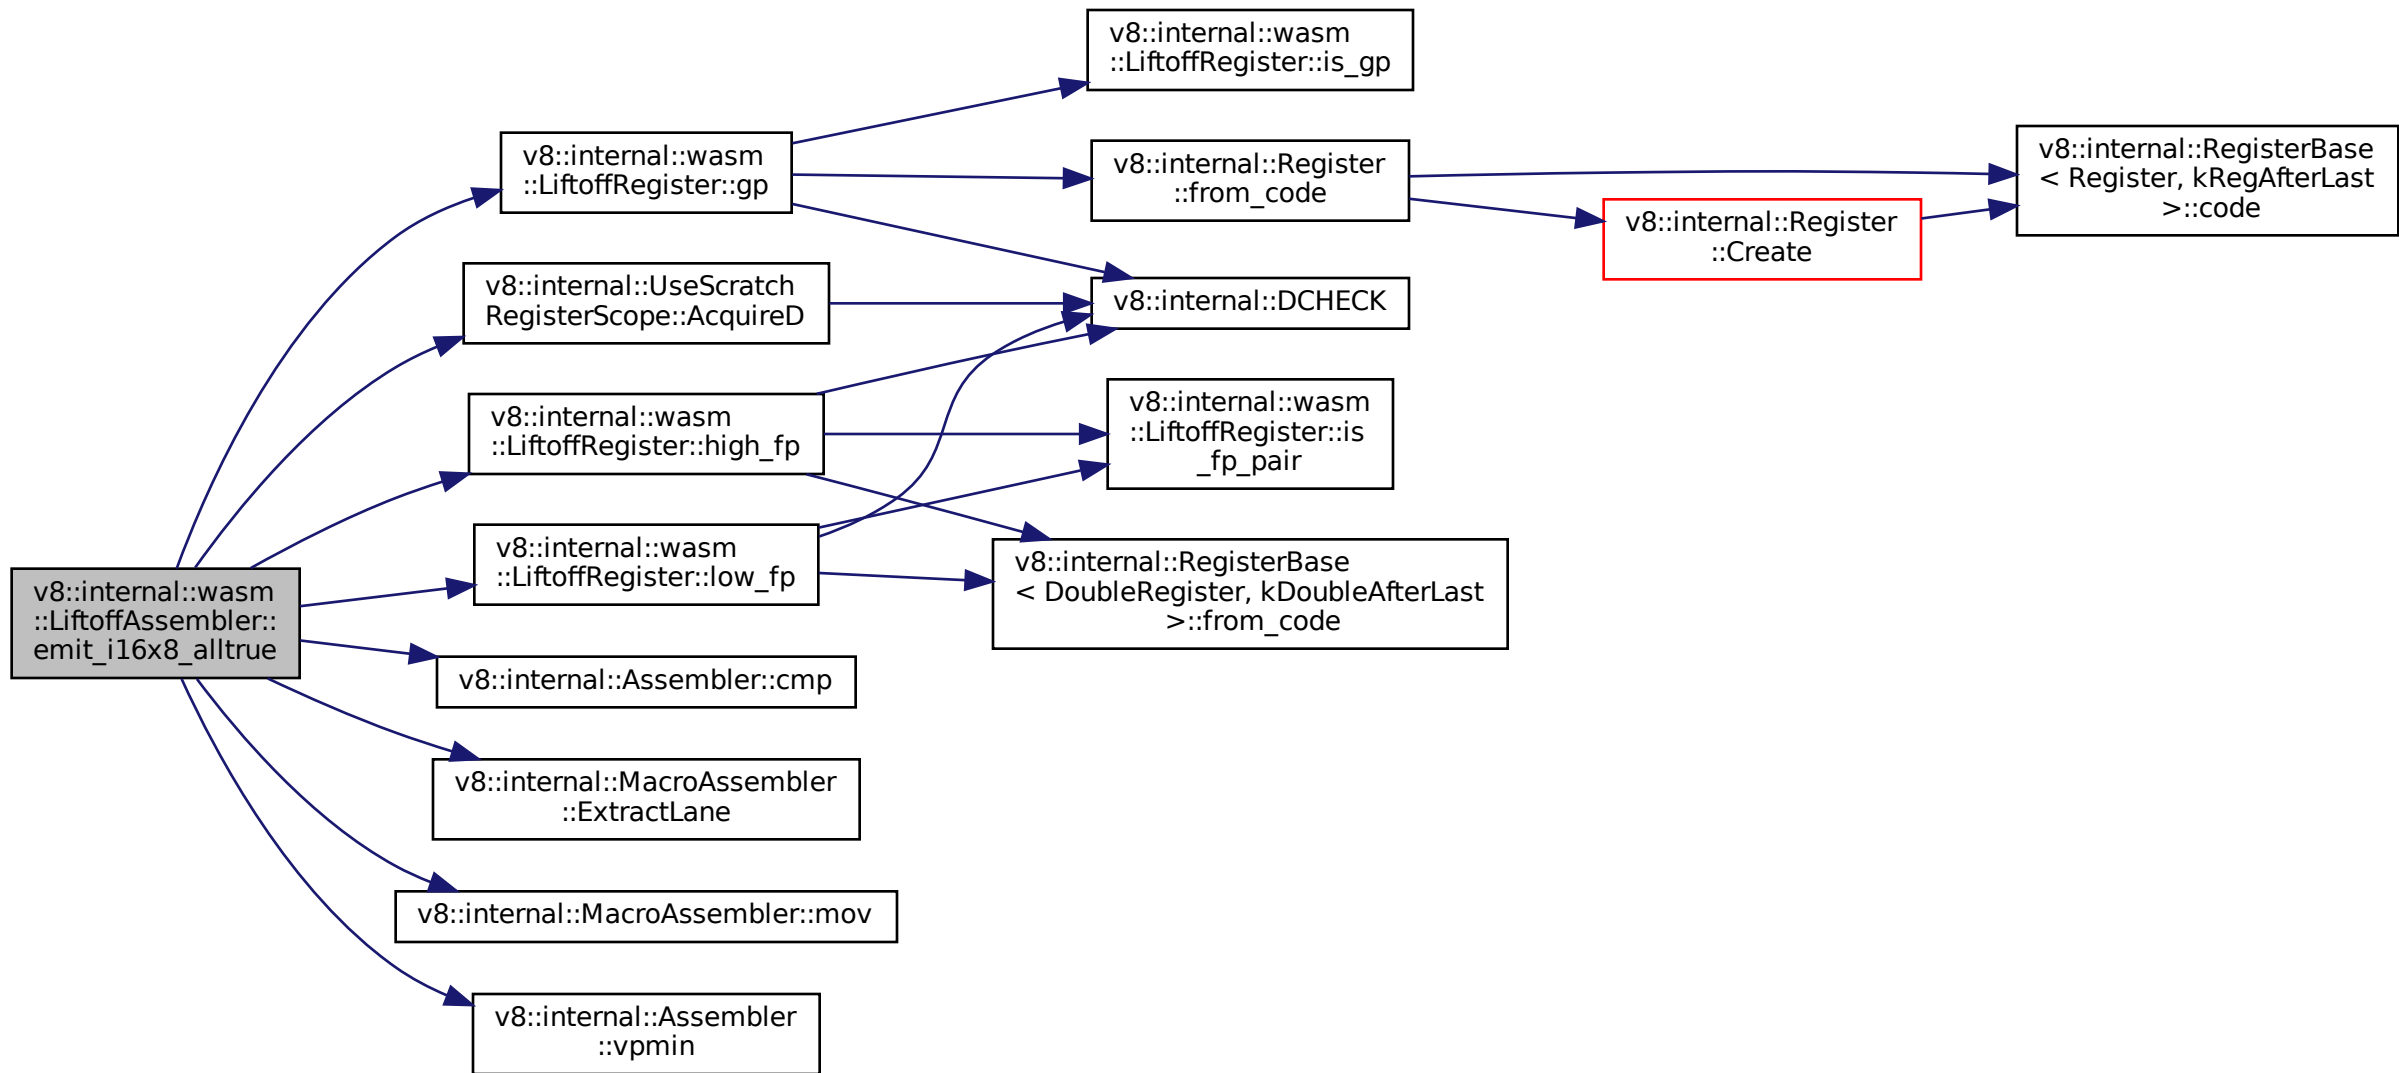 v8::internal::wasm
::LiftoffAssembler::
emit_i16x8_alltrue
v8::internal::wasm
::LiftoffRegister::gp
v8::internal::UseScratch
RegisterScope::AcquireD
v8::internal::wasm
::LiftoffRegister::high_fp
v8::internal::wasm
::LiftoffRegister::low_fp
v8::internal::Assembler::cmp
v8::internal::MacroAssembler
::ExtractLane
v8::internal::MacroAssembler::mov
v8::internal::Assembler
::vpmin
v8::internal::wasm
::LiftoffRegister::is_gp
v8::internal::Register
::from_code
v8::internal::DCHECK
v8::internal::wasm
::LiftoffRegister::is
_fp_pair
v8::internal::RegisterBase
< DoubleRegister, kDoubleAfterLast
>::from_code
v8::internal::Register
::Create
v8::internal::RegisterBase
< Register, kRegAfterLast
>::code